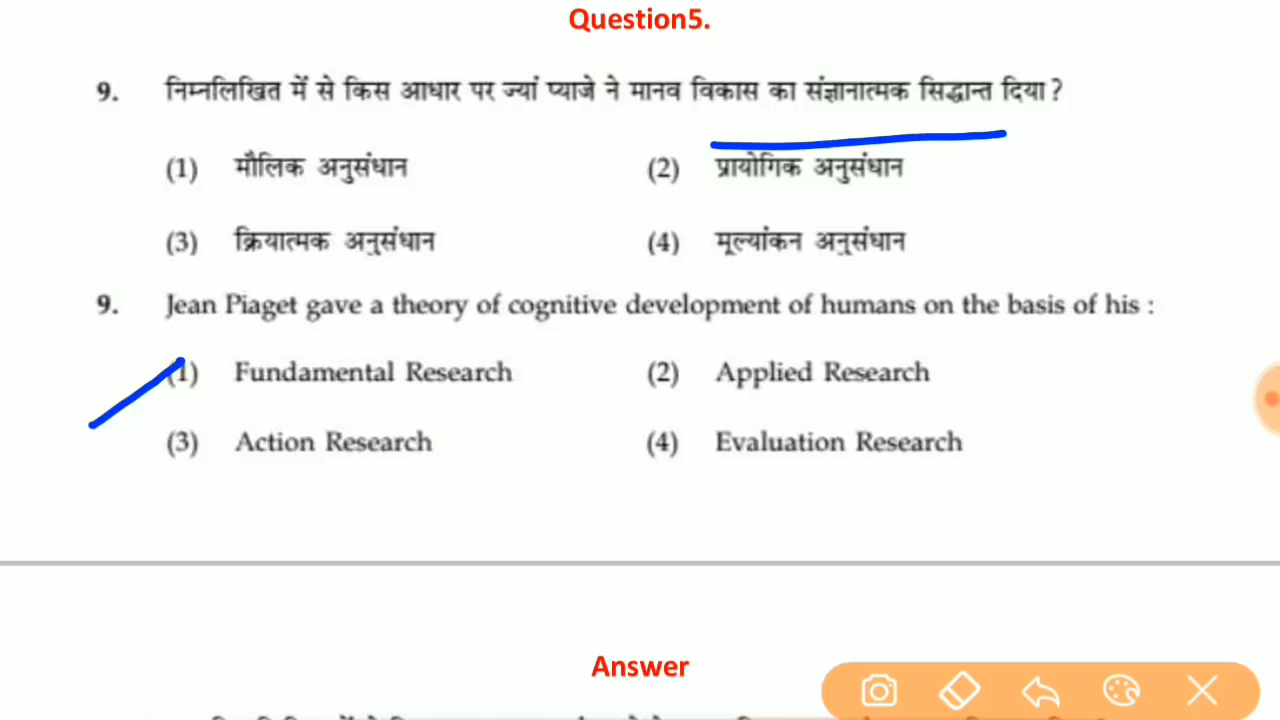 Question5.
9. निम्नलिखित में से किस आधार पर ज्यां प्याजे ने मानव विकास का संज्ञानात्मक सिद्धान्त दिया ?
(1) मौलिक अनुसंधान (2) प्रायोगिक अनुसंधान
(3) क्रियात्मक अनुसंधान (4) मूल्यांकन अनुसंधान
9. Jean Piaget gave a theory of cognitive development of humans on the basis of his :
(1) Fundamental Research (2) Applied Research
(3) Action Research (4) Evaluation Research
Answer